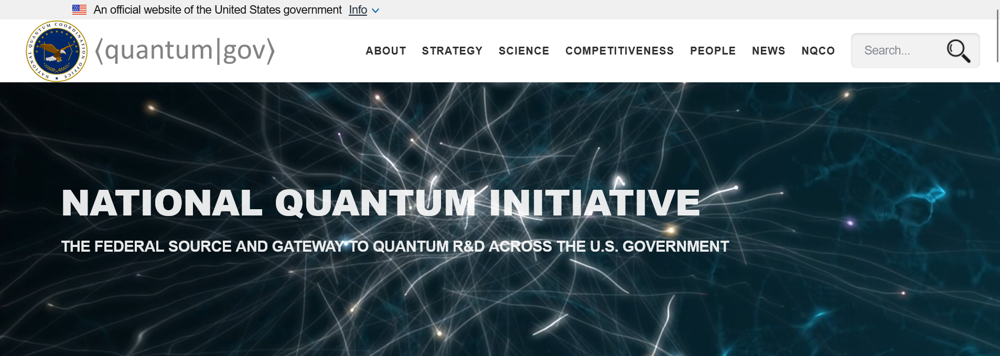 An official website of the United States government Info
NATIONAL QUANTUM COORDINATION OFFICE
⟨quantum|gov⟩
ABOUT STRATEGY SCIENCE COMPETITIVENESS PEOPLE NEWS NQCO
Search...
NATIONAL QUANTUM INITIATIVE
THE FEDERAL SOURCE AND GATEWAY TO QUANTUM R&D ACROSS THE U.S. GOVERNMENT